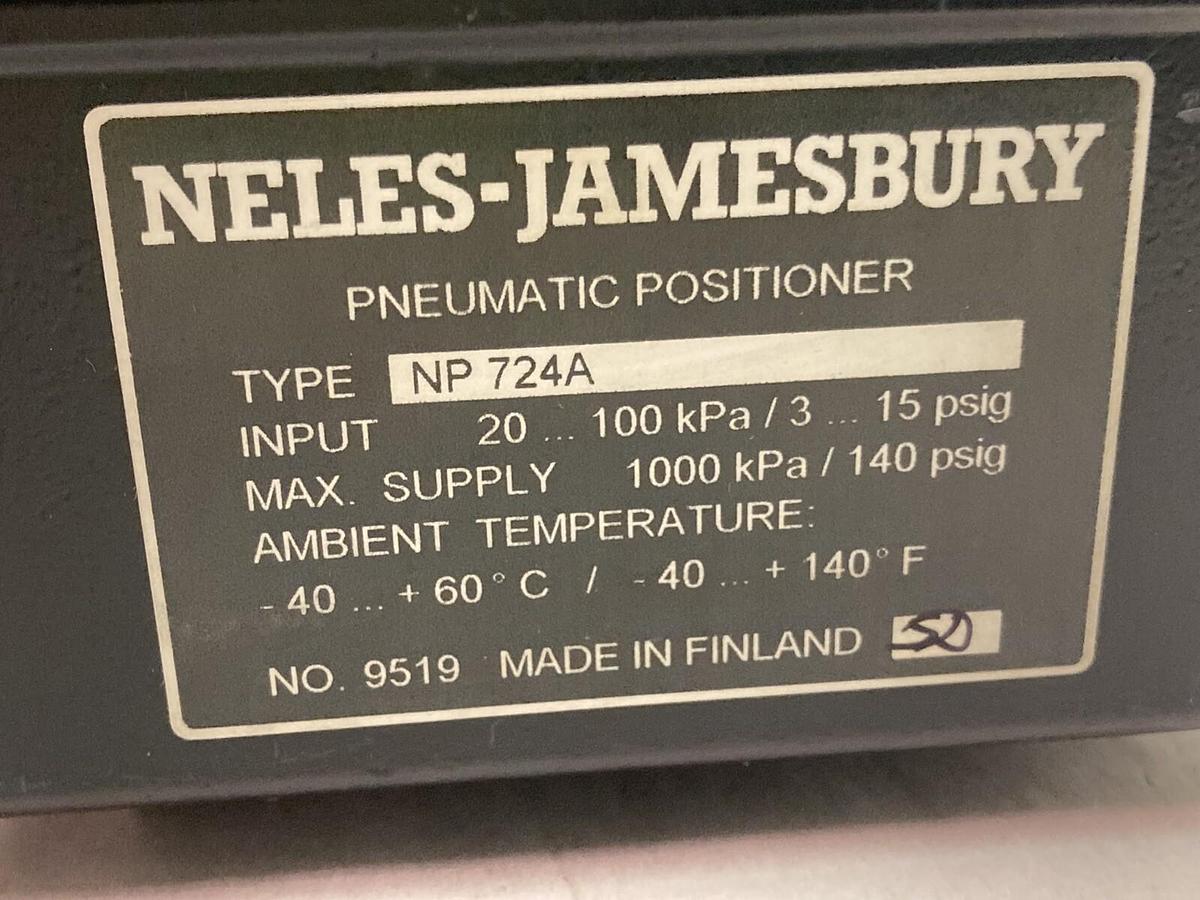 NELES-JAMESBURY
PNEUMATIC POSITIONER
TYPE NP 724A
INPUT 20 ... 100 kPa / 3 ... 15 psig
MAX. SUPPLY 1000 kPa / 140 psig
AMBIENT TEMPERATURE:
- 40 ... + 60° C / - 40 ... + 140° F
NO. 9519 MADE IN FINLAND